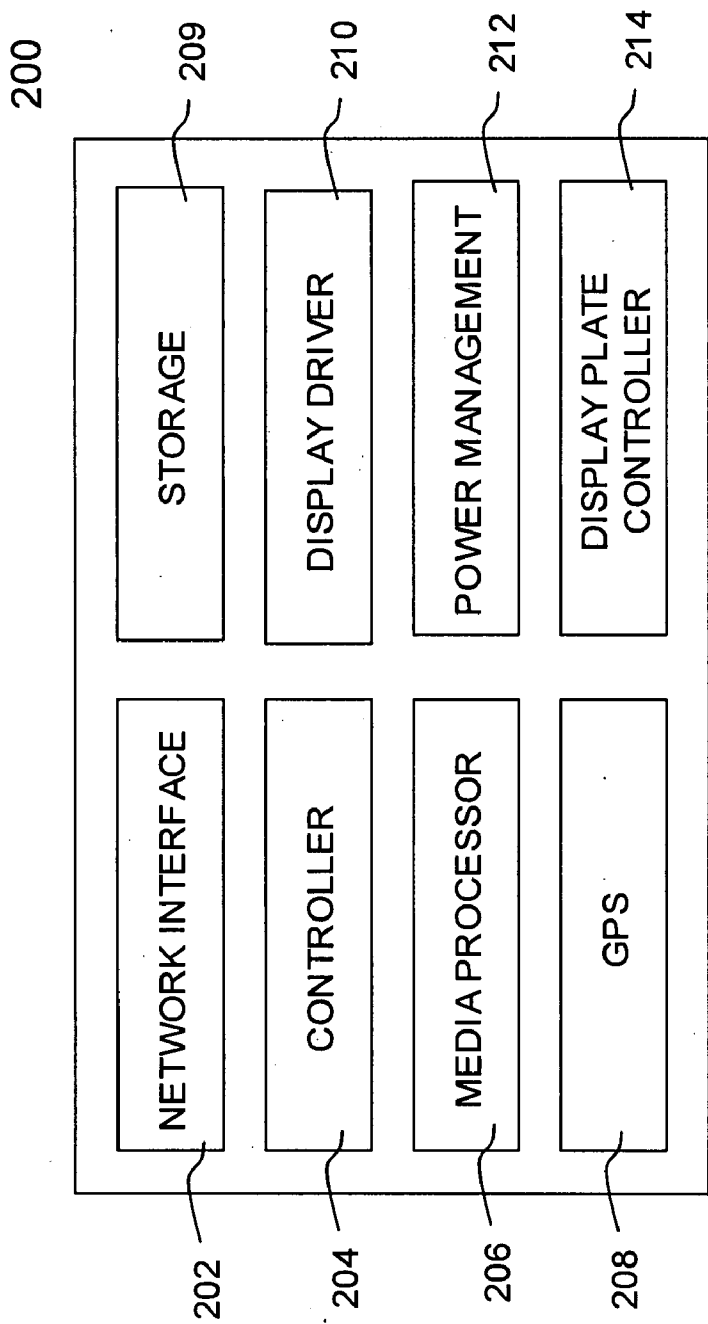 200
202
NETWORK INTERFACE
STORAGE
209
204
CONTROLLER
DISPLAY DRIVER
210
206
MEDIA PROCESSOR
POWER MANAGEMENT
212
208
GPS
DISPLAY PLATE
CONTROLLER
214